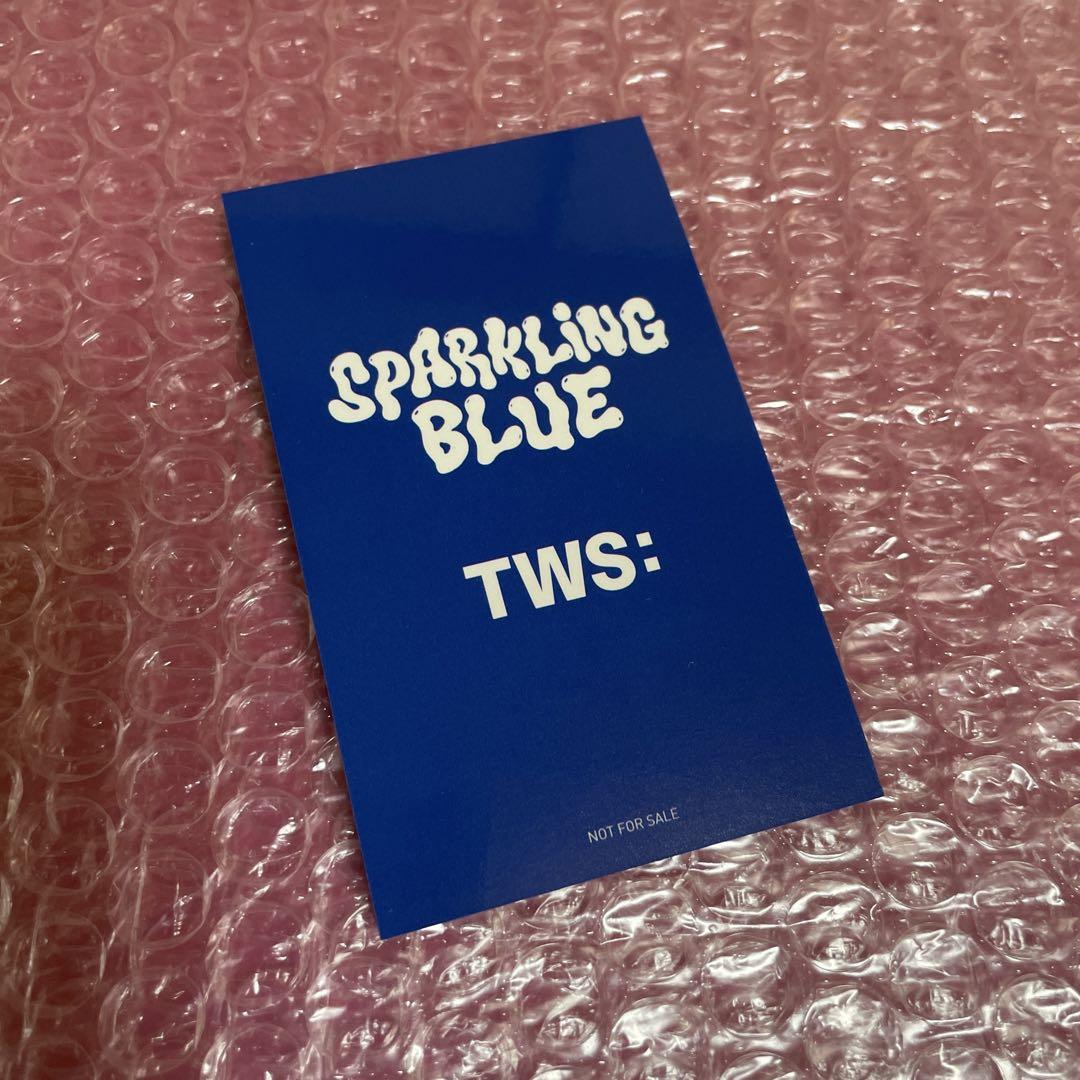 SPARKLiNG
BLUE
TWS:
NOT FOR SALE